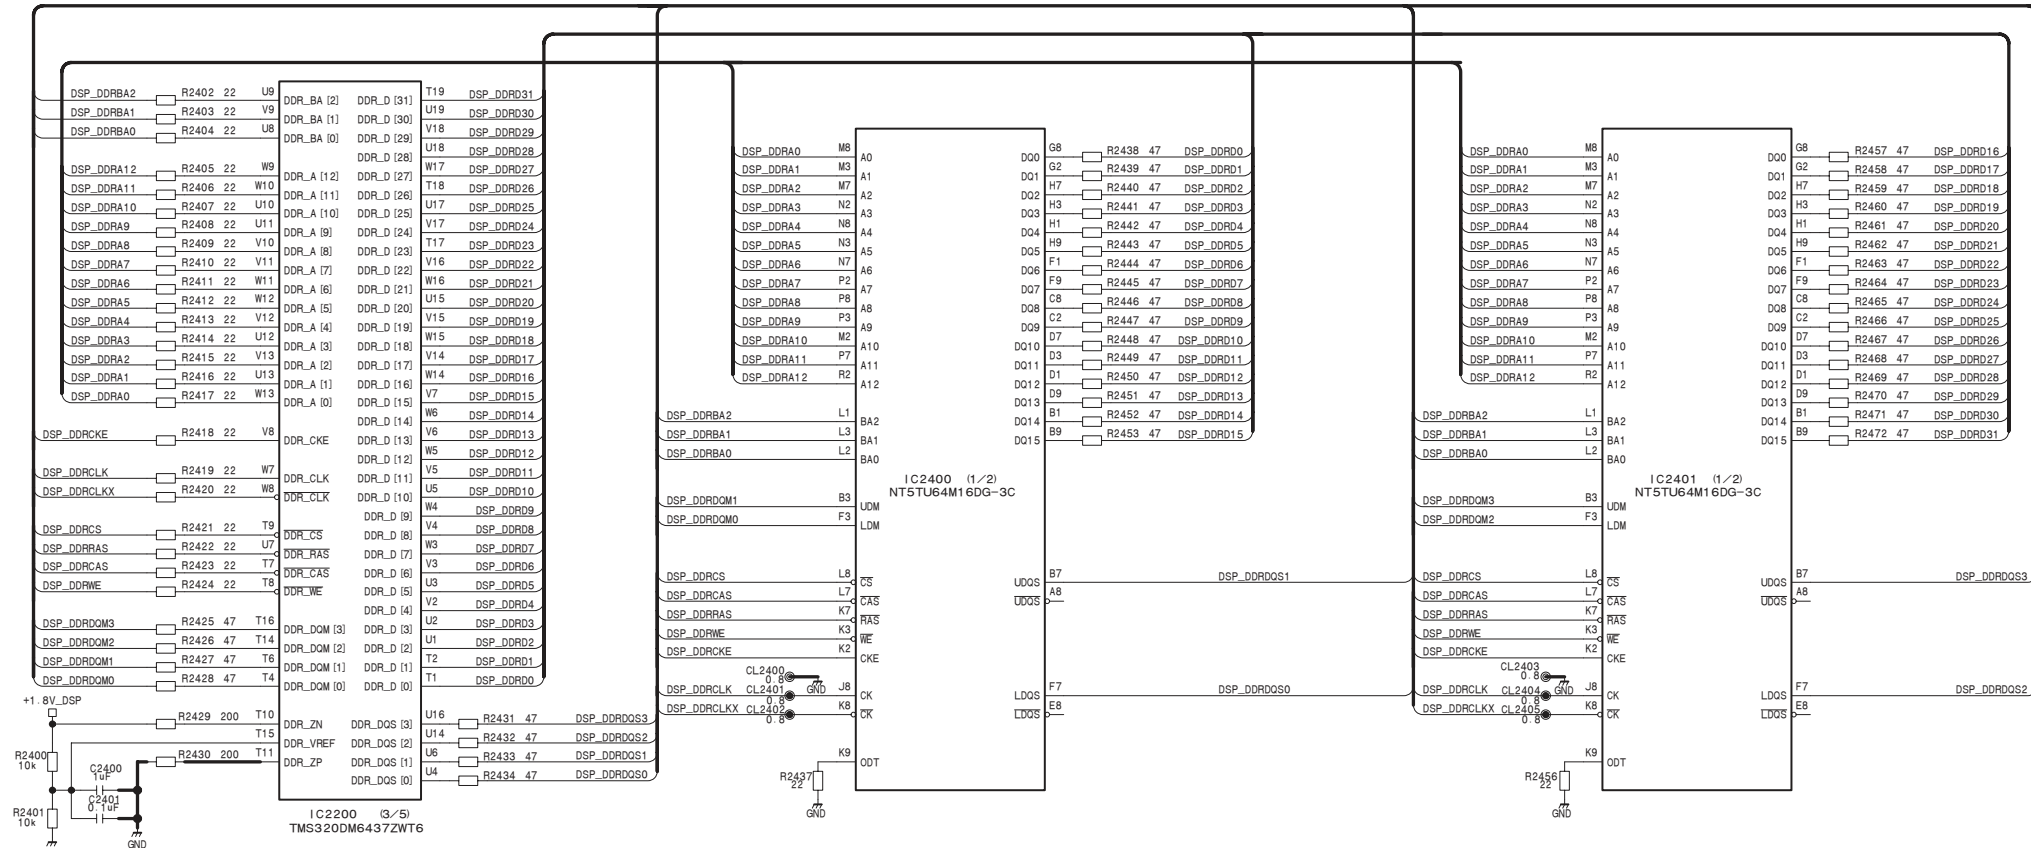 DSP_DDRBA2 R2402 22 U9 DDR_BA [2] DDR_D [31] T19 DSP_DDRD31
DSP_DDRBA1 R2403 22 V9 DDR_BA [1] DDR_D [30] U19 DSP_DDRD30
DSP_DDRBA0 R2404 22 U8 DDR_BA [0] DDR_D [29] V18 DSP_DDRD29
DDR_D [28] U18 DSP_DDRD28
DSP_DDRA12 R2405 22 W9 DDR_A [12] DDR_D [27] W17 DSP_DDRD27
DSP_DDRA11 R2406 22 W10 DDR_A [11] DDR_D [26] T18 DSP_DDRD26
DSP_DDRA10 R2407 22 U10 DDR_A [10] DDR_D [25] U17 DSP_DDRD25
DSP_DDRA9 R2408 22 U11 DDR_A [9] DDR_D [24] V17 DSP_DDRD24
DSP_DDRA8 R2409 22 V10 DDR_A [8] DDR_D [23] T17 DSP_DDRD23
DSP_DDRA7 R2410 22 V11 DDR_A [7] DDR_D [22] V16 DSP_DDRD22
DSP_DDRA6 R2411 22 W11 DDR_A [6] DDR_D [21] W16 DSP_DDRD21
DSP_DDRA5 R2412 22 W12 DDR_A [5] DDR_D [20] U15 DSP_DDRD20
DSP_DDRA4 R2413 22 V12 DDR_A [4] DDR_D [19] V15 DSP_DDRD19
DSP_DDRA3 R2414 22 U12 DDR_A [3] DDR_D [18] W15 DSP_DDRD18
DSP_DDRA2 R2415 22 V13 DDR_A [2] DDR_D [17] V14 DSP_DDRD17
DSP_DDRA1 R2416 22 U13 DDR_A [1] DDR_D [16] W14 DSP_DDRD16
DSP_DDRA0 R2417 22 W13 DDR_A [0] DDR_D [15] V7 DSP_DDRD15
DDR_D [14] W6 DSP_DDRD14
DSP_DDRCKE R2418 22 V8 DDR_CKE DDR_D [13] V6 DSP_DDRD13
DDR_D [12] W5 DSP_DDRD12
DSP_DDRCLK R2419 22 W7 DDR_CLK DDR_D [11] V5 DSP_DDRD11
DSP_DDRCLKX R2420 22 W8 DDR_CLK DDR_D [10] U5 DSP_DDRD10
DDR_D [9] W4 DSP_DDRD9
DSP_DDRCS R2421 22 T9 DDR_CS DDR_D [8] V4 DSP_DDRD8
DSP_DDRRAS R2422 22 U7 DDR_RAS DDR_D [7] W3 DSP_DDRD7
DSP_DDRCAS R2423 22 T7 DDR_CAS DDR_D [6] V3 DSP_DDRD6
DSP_DDRWE R2424 22 T8 DDR_WE DDR_D [5] U3 DSP_DDRD5
DDR_D [4] V2 DSP_DDRD4
DSP_DDRDQM3 R2425 47 T16 DDR_DQM [3] DDR_D [3] U2 DSP_DDRD3
DSP_DDRDQM2 R2426 47 T14 DDR_DQM [2] DDR_D [2] U1 DSP_DDRD2
DSP_DDRDQM1 R2427 47 T6 DDR_DQM [1] DDR_D [1] T2 DSP_DDRD1
DSP_DDRDQM0 R2428 47 T4 DDR_DQM [0] DDR_D [0] T1 DSP_DDRD0
+1.8V_DSP
R2429 200 T10 DDR_ZN DDR_DQS [3] U16 R2431 47 DSP_DDRDQS3
T15 DDR_VREF DDR_DQS [2] U14 R2432 47 DSP_DDRDQS2
R2430 200 T11 DDR_ZP DDR_DQS [1] U6 R2433 47 DSP_DDRDQS1
DDR_DQS [0] U4 R2434 47 DSP_DDRDQS0
R2400
10k
C2400
1uF
C2401
0.1uF
R2401
10k
GND
IC2200 (3/5)
TMS320DM6437ZWT6
DSP_DDRA0 M8 A0 DQ0 G8 R2438 47 DSP_DDRD0
DSP_DDRA1 M3 A1 DQ1 G2 R2439 47 DSP_DDRD1
DSP_DDRA2 M7 A2 DQ2 H7 R2440 47 DSP_DDRD2
DSP_DDRA3 N2 A3 DQ3 H3 R2441 47 DSP_DDRD3
DSP_DDRA4 N8 A4 DQ4 H1 R2442 47 DSP_DDRD4
DSP_DDRA5 N3 A5 DQ5 H9 R2443 47 DSP_DDRD5
DSP_DDRA6 N7 A6 DQ6 F1 R2444 47 DSP_DDRD6
DSP_DDRA7 P2 A7 DQ7 F9 R2445 47 DSP_DDRD7
DSP_DDRA8 P8 A8 DQ8 C8 R2446 47 DSP_DDRD8
DSP_DDRA9 P3 A9 DQ9 C2 R2447 47 DSP_DDRD9
DSP_DDRA10 M2 A10 DQ10 D7 R2448 47 DSP_DDRD10
DSP_DDRA11 P7 A11 DQ11 D3 R2449 47 DSP_DDRD11
DSP_DDRA12 R2 A12 DQ12 D1 R2450 47 DSP_DDRD12
DQ13 D9 R2451 47 DSP_DDRD13
DSP_DDRBA2 L1 BA2 DQ14 B1 R2452 47 DSP_DDRD14
DSP_DDRBA1 L3 BA1 DQ15 B9 R2453 47 DSP_DDRD15
DSP_DDRBA0 L2 BA0
IC2400 (1/2)
NT5TU64M16DG-3C
DSP_DDRDQM1 B3 UDM
DSP_DDRDQM0 F3 LDM
DSP_DDRCS L8 CS UDQS B7 DSP_DDRDQS1
DSP_DDRCAS L7 CAS UDQS A8
DSP_DDRRAS K7 RAS
DSP_DDRWE K3 WE
DSP_DDRCKE K2 CKE
CL2400
0.8
GND
DSP_DDRCLK CL2401 0.8 J8 CK LDQS F7 DSP_DDRDQS0
DSP_DDRCLKX CL2402 0.8 K8 CK LDQS E8
K9 ODT
R2437
22
GND
DSP_DDRA0 M8 A0 DQ0 G8 R2457 47 DSP_DDRD16
DSP_DDRA1 M3 A1 DQ1 G2 R2458 47 DSP_DDRD17
DSP_DDRA2 M7 A2 DQ2 H7 R2459 47 DSP_DDRD18
DSP_DDRA3 N2 A3 DQ3 H3 R2460 47 DSP_DDRD19
DSP_DDRA4 N8 A4 DQ4 H1 R2461 47 DSP_DDRD20
DSP_DDRA5 N3 A5 DQ5 H9 R2462 47 DSP_DDRD21
DSP_DDRA6 N7 A6 DQ6 F1 R2463 47 DSP_DDRD22
DSP_DDRA7 P2 A7 DQ7 F9 R2464 47 DSP_DDRD23
DSP_DDRA8 P8 A8 DQ8 C8 R2465 47 DSP_DDRD24
DSP_DDRA9 P3 A9 DQ9 C2 R2466 47 DSP_DDRD25
DSP_DDRA10 M2 A10 DQ10 D7 R2467 47 DSP_DDRD26
DSP_DDRA11 P7 A11 DQ11 D3 R2468 47 DSP_DDRD27
DSP_DDRA12 R2 A12 DQ12 D1 R2469 47 DSP_DDRD28
DQ13 D9 R2470 47 DSP_DDRD29
DSP_DDRBA2 L1 BA2 DQ14 B1 R2471 47 DSP_DDRD30
DSP_DDRBA1 L3 BA1 DQ15 B9 R2472 47 DSP_DDRD31
DSP_DDRBA0 L2 BA0
IC2401 (1/2)
NT5TU64M16DG-3C
DSP_DDRDQM3 B3 UDM
DSP_DDRDQM2 F3 LDM
DSP_DDRCS L8 CS UDQS B7 DSP_DDRDQS3
DSP_DDRCAS L7 CAS UDQS A8
DSP_DDRRAS K7 RAS
DSP_DDRWE K3 WE
DSP_DDRCKE K2 CKE
CL2403
0.8
GND
DSP_DDRCLK CL2404 0.8 J8 CK LDQS F7 DSP_DDRDQS2
DSP_DDRCLKX CL2405 0.8 K8 CK LDQS E8
K9 ODT
R2456
22
GND